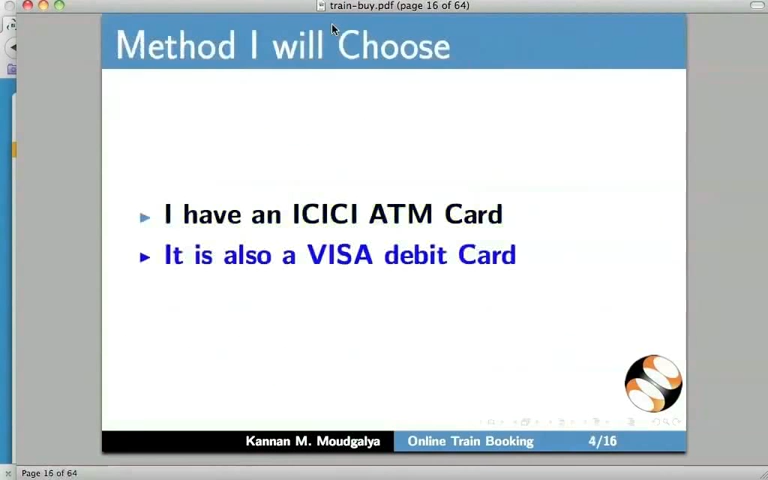 train-buy.pdf (page 16 of 64)
Method I will Choose
I have an ICICI ATM Card
It is also a VISA debit Card
Kannan M. Moudgalya Online Train Booking 4/16
Page 16 of 64